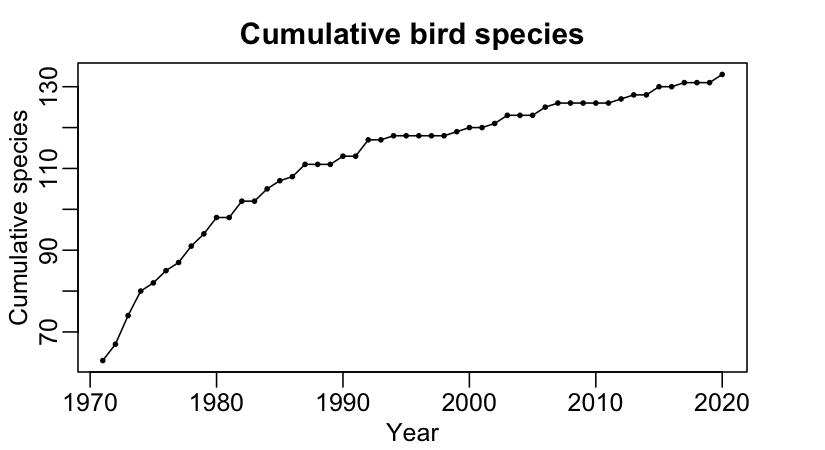 Cumulative bird species
Cumulative species
130
110
90
70
1970 1980 1990 2000 2010 2020
Year